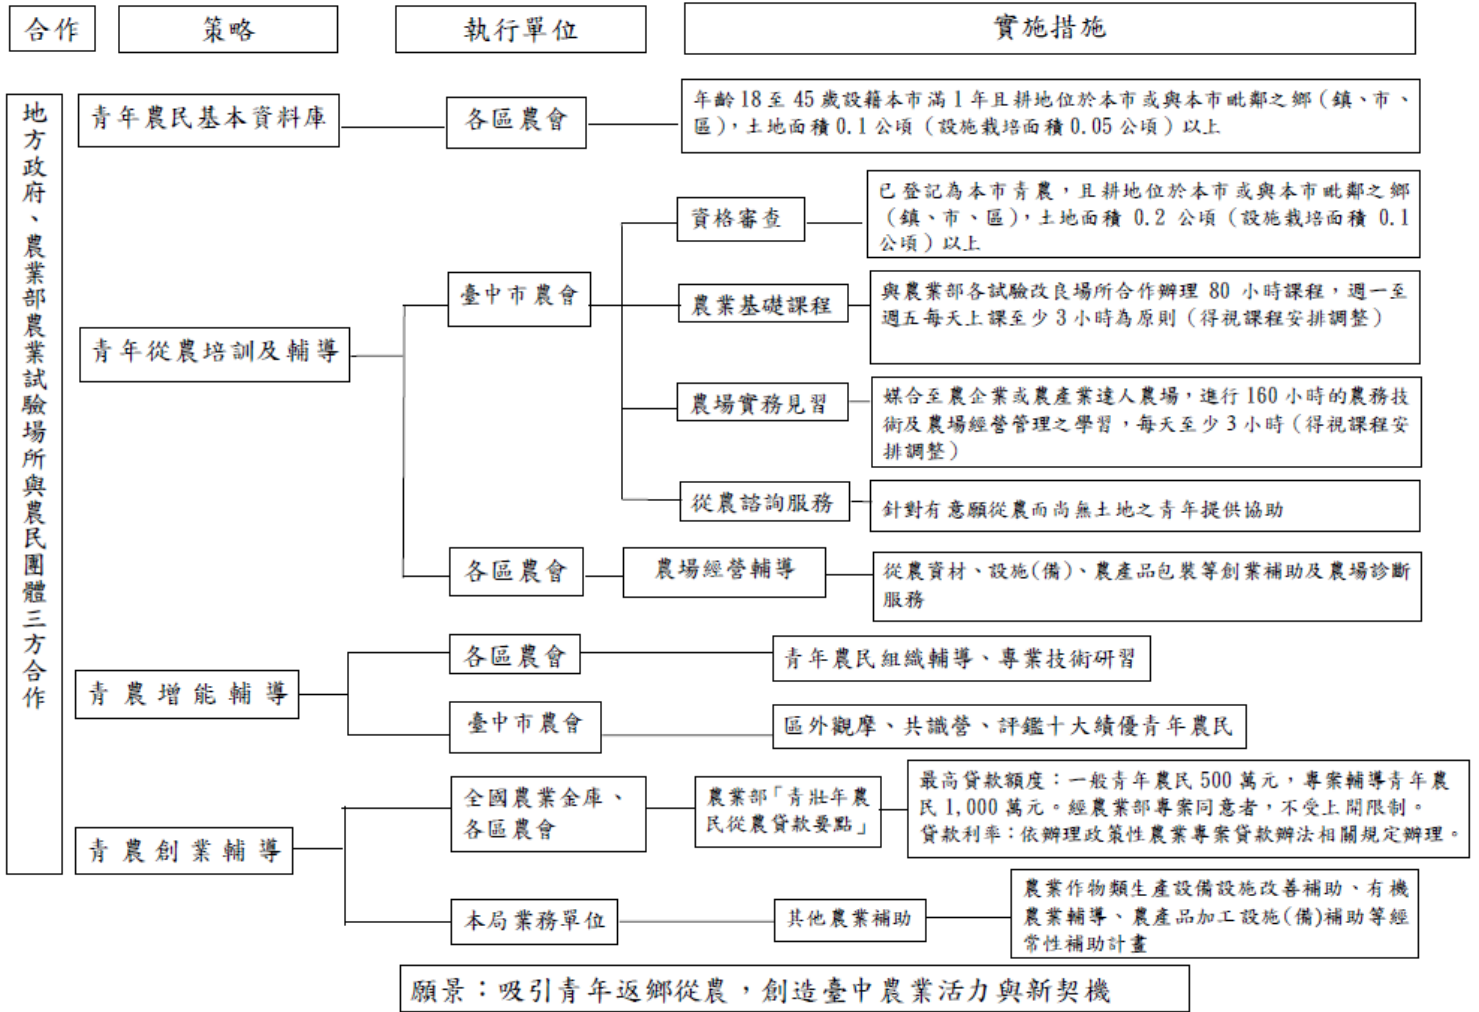 合作
策略
執行單位
實施措施
地方政府、農業部農業試驗場所與農民團體三方合作
青年農民基本資料庫
各區農會
年齡18至45歲設籍本市滿1年且耕地位於本市或與本市毗鄰之鄉（鎮、市、
區），土地面積0.1公頃（設施栽培面積0.05公頃）以上
青年從農培訓及輔導
臺中市農會
資格審查
已登記為本市青農，且耕地位於本市或與本市毗鄰之鄉
（鎮、市、區），土地面積 0.2 公頃（設施栽培面積 0.1
公頃）以上
農業基礎課程
與農業部各試驗改良場所合作辦理 80 小時課程，週一至
週五每天上課至少3小時為原則（得視課程安排調整）
農場實務見習
媒合至農企業或農產業達人農場，進行160小時的農務技
術及農場經營管理之學習，每天至少3小時（得視課程安
排調整）
從農諮詢服務
針對有意願從農而尚無土地之青年提供協助
各區農會
農場經營輔導
從農資材、設施(備)、農產品包裝等創業補助及農場診斷
服務
青農增能輔導
各區農會
青年農民組織輔導、專業技術研習
臺中市農會
區外觀摩、共識營、評鑑十大績優青年農民
青農創業輔導
全國農業金庫、
各區農會
農業部「青壯年農
民從農貸款要點」
最高貸款額度：一般青年農民500萬元，專案輔導青年農
民1,000萬元。經農業部專案同意者，不受上開限制。
貸款利率：依辦理政策性農業專案貸款辦法相關規定辦理。
本局業務單位
其他農業補助
農業作物類生產設備設施改善補助、有機
農業輔導、農產品加工設施(備)補助等經
常性補助計畫
願景：吸引青年返鄉從農，創造臺中農業活力與新契機